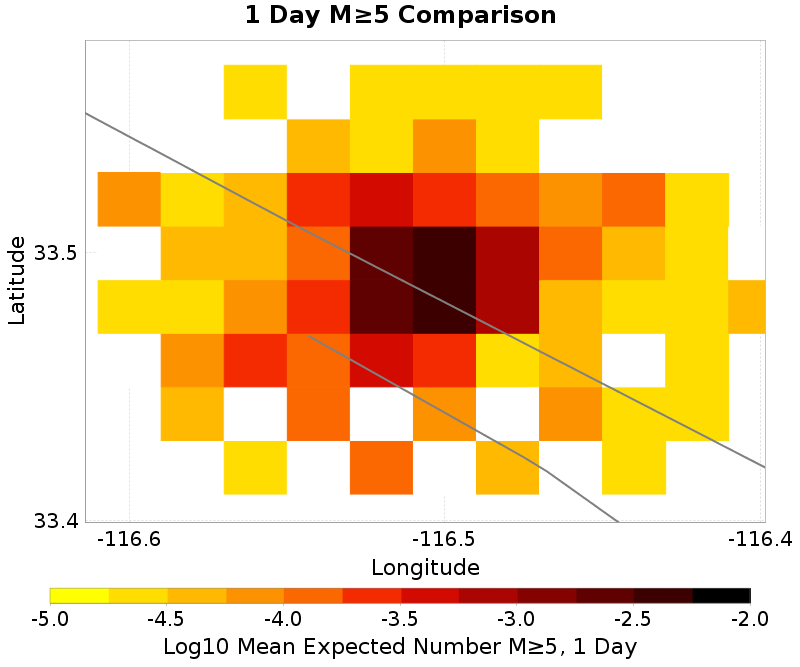 1 Day M≥5 Comparison
Latitude
33.5
33.4
-116.6 -116.5 -116.4
Longitude
-5.0 -4.5 -4.0 -3.5 -3.0 -2.5 -2.0
Log10 Mean Expected Number M≥5, 1 Day